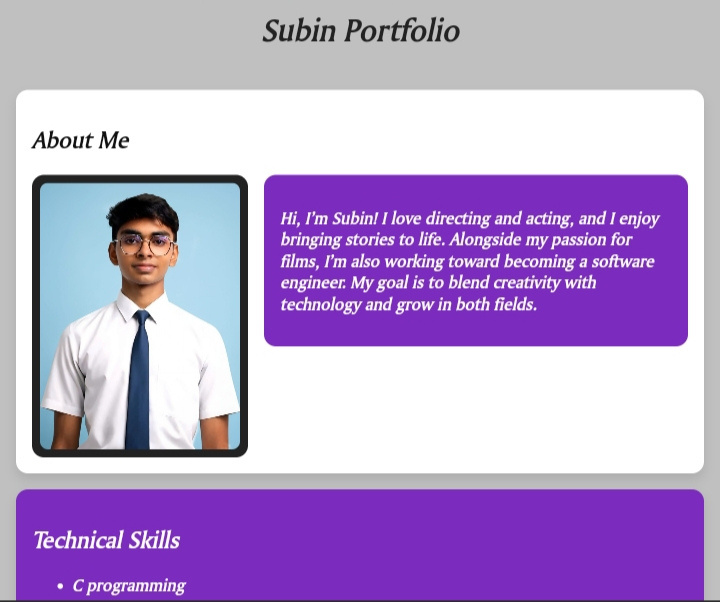 Subin Portfolio
About Me
Hi, I'm Subin! I love directing and acting, and I enjoy
bringing stories to life. Alongside my passion for
films, I'm also working toward becoming a software
engineer. My goal is to blend creativity with
technology and grow in both fields.
Technical Skills
• C programming